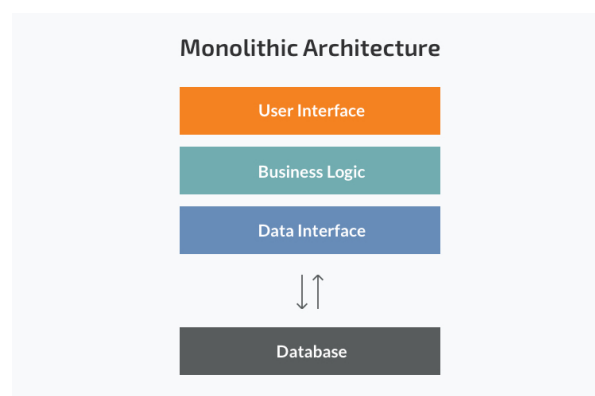 Monolithic Architecture
User Interface
Business Logic
Data Interface
Database